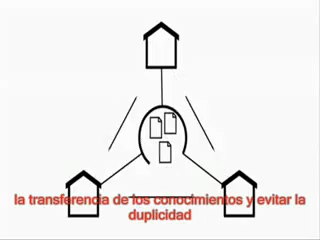 la transferencia de los conocimientos y evitar la
duplicidad